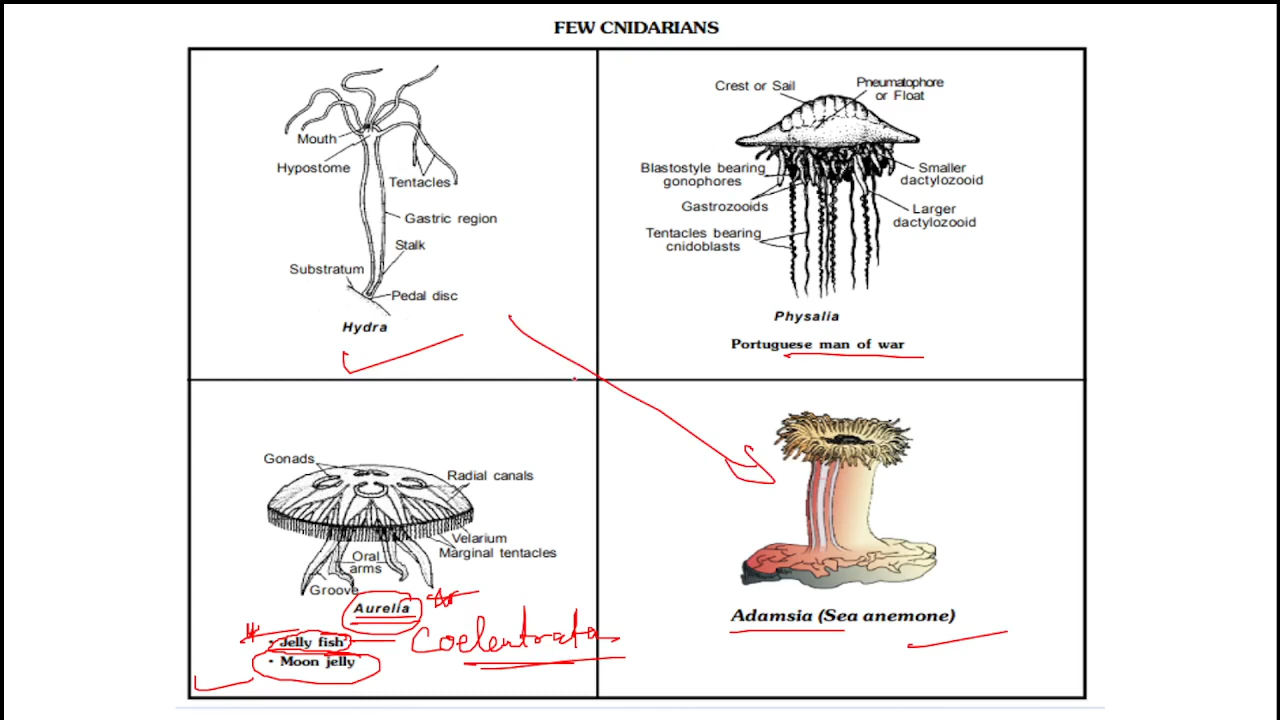 FEW CNIDARIANS
Mouth
Hypostome
Tentacles
Gastric region
Stalk
Substratum
Pedal disc
Hydra
Crest or Sail
Pneumatophore
or Float
Blastostyle bearing
gonophores
Gastrozooids
Tentacles bearing
cnidoblasts
Smaller
dactylozooid
Larger
dactylozooid
Physalia
Portuguese man of war
Gonads
Radial canals
Velarium
Marginal tentacles
Oral
arms
Groove
Aurelia
• Jelly fish
• Moon jelly
Coelentrata
Adamsia (Sea anemone)